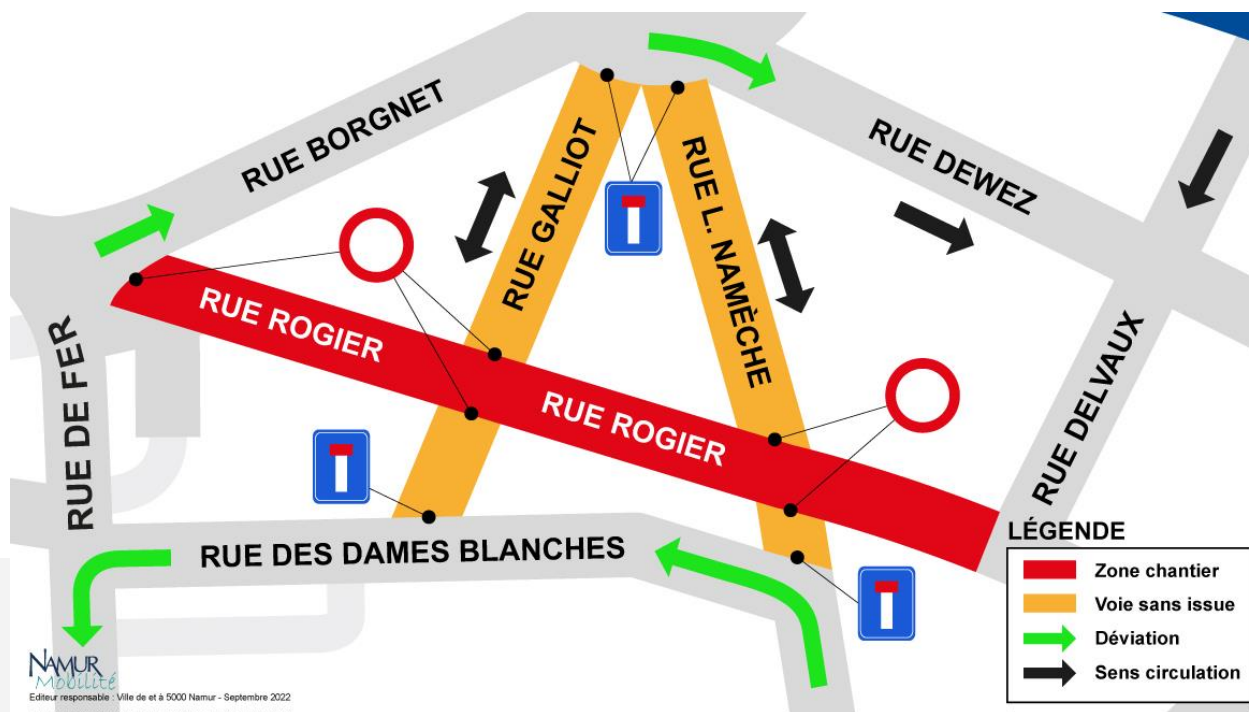 RUE BORGNET
RUE GALLIOT
RUE L. NAMÈCHE
RUE DEWEZ
RUE ROGIER
RUE ROGIER
RUE DE FER
RUE DELVAUX
RUE DES DAMES BLANCHES
LÉGENDE
Zone chantier
Voie sans issue
Déviation
Sens circulation
NAMUR
Mobilité
Editeur responsable : Ville de et à 5000 Namur - Septembre 2022